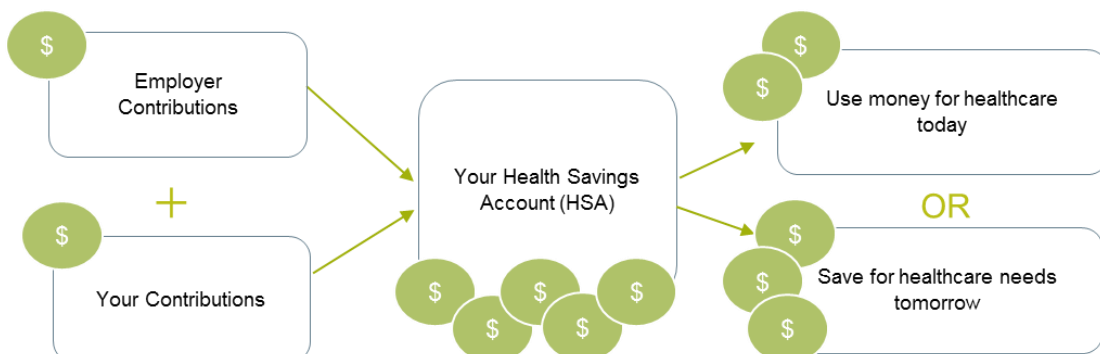 $
Employer
Contributions
+
$
Your Contributions
Your Health Savings
Account (HSA)
$
$
$
$
$
$
$
Use money for healthcare
today
OR
$
$
$
Save for healthcare needs
tomorrow